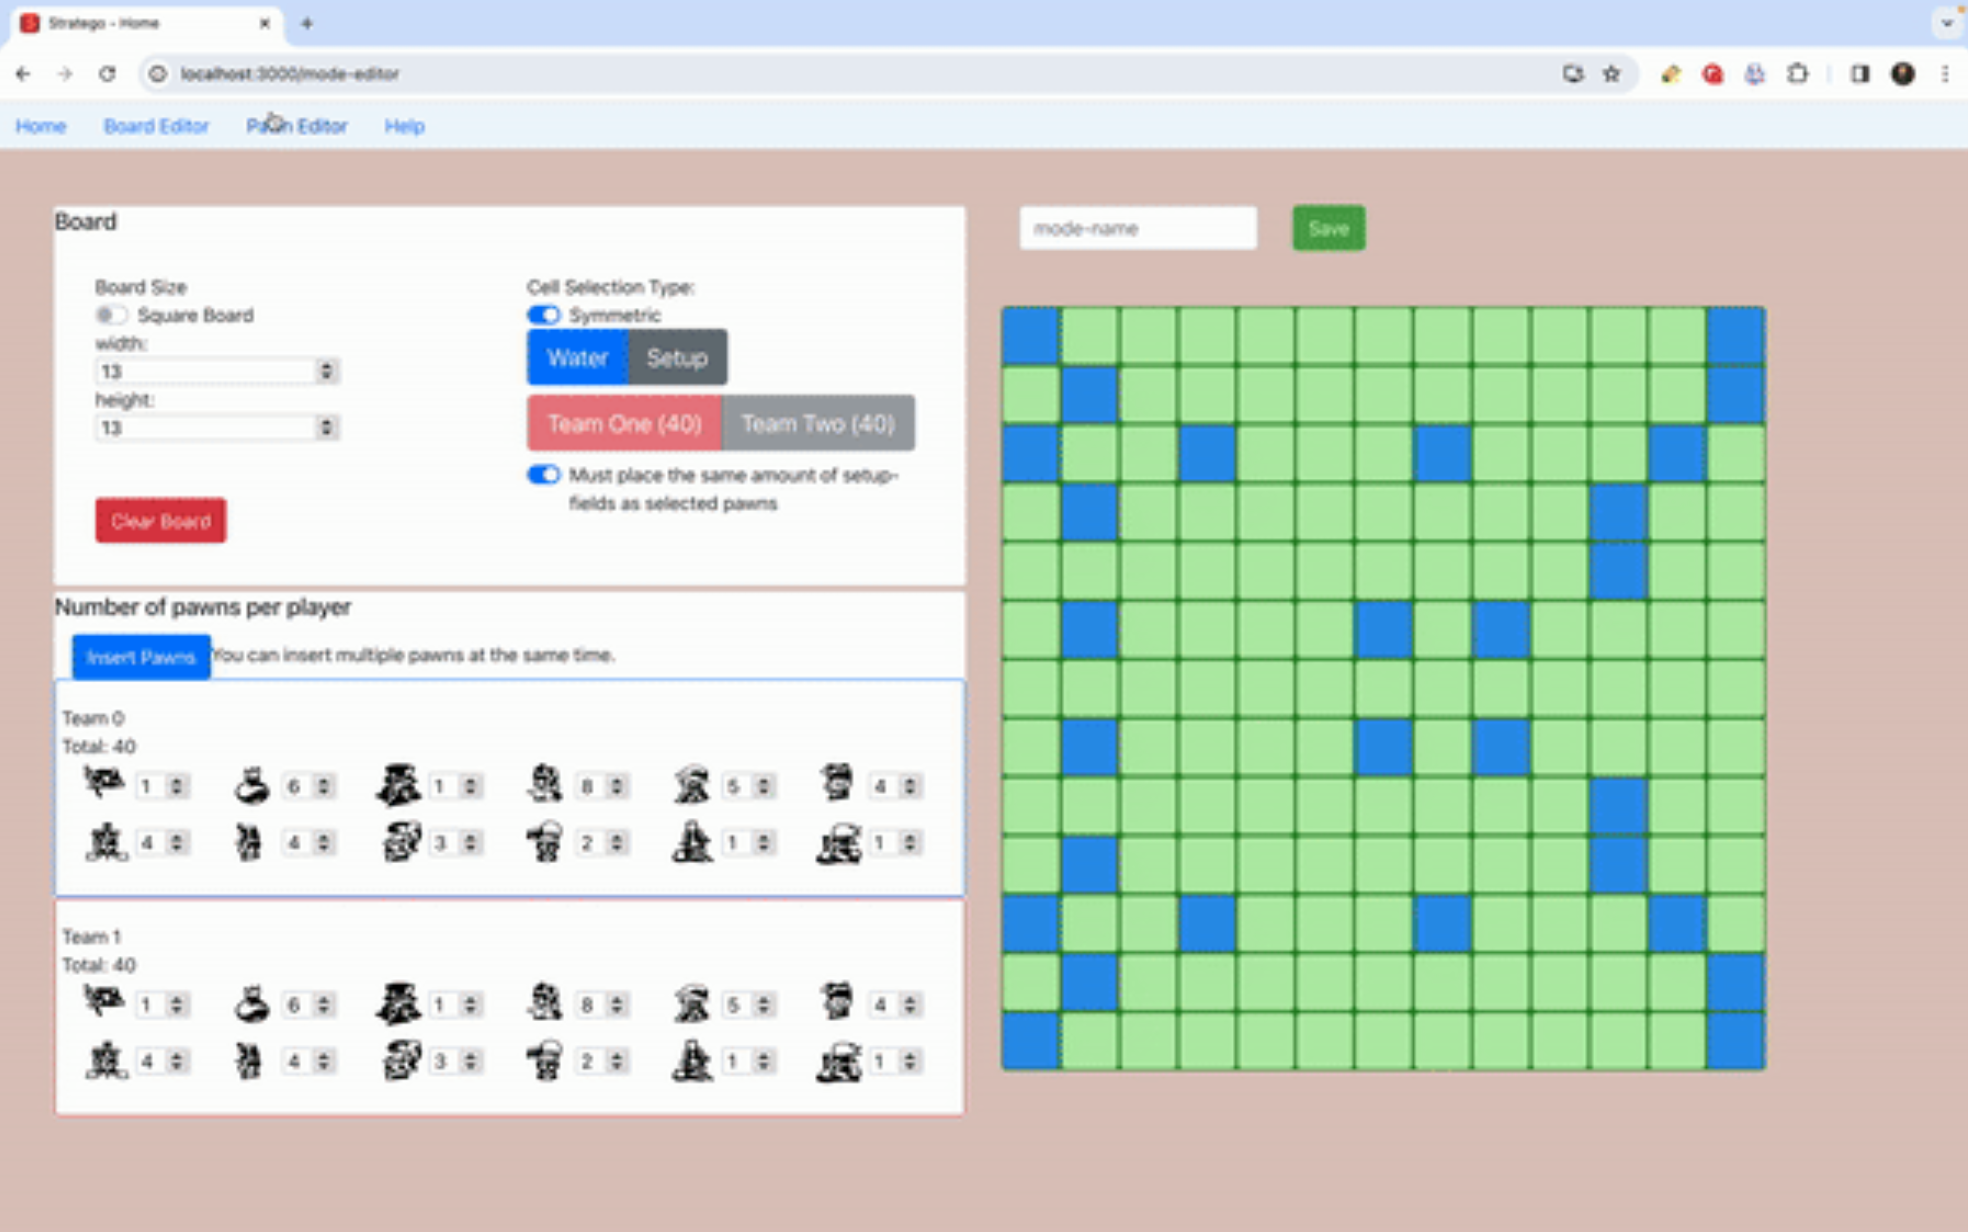 Stratego - Home
localhost:3000/mode-editor
Home Board Editor Pawn Editor Help
Board
mode-name Save
Board Size
Square Board
width:
13
height:
13
Clear Board
Cell Selection Type:
Symmetric
Water Setup
Team One (40) Team Two (40)
Must place the same amount of setup-
fields as selected pawns
Number of pawns per player
Insert Pawns You can insert multiple pawns at the same time.
Team 0
Total: 40
1 6 1 8 5 4
4 4 3 2 1 1
Team 1
Total: 40
1 6 1 8 5 4
4 4 3 2 1 1